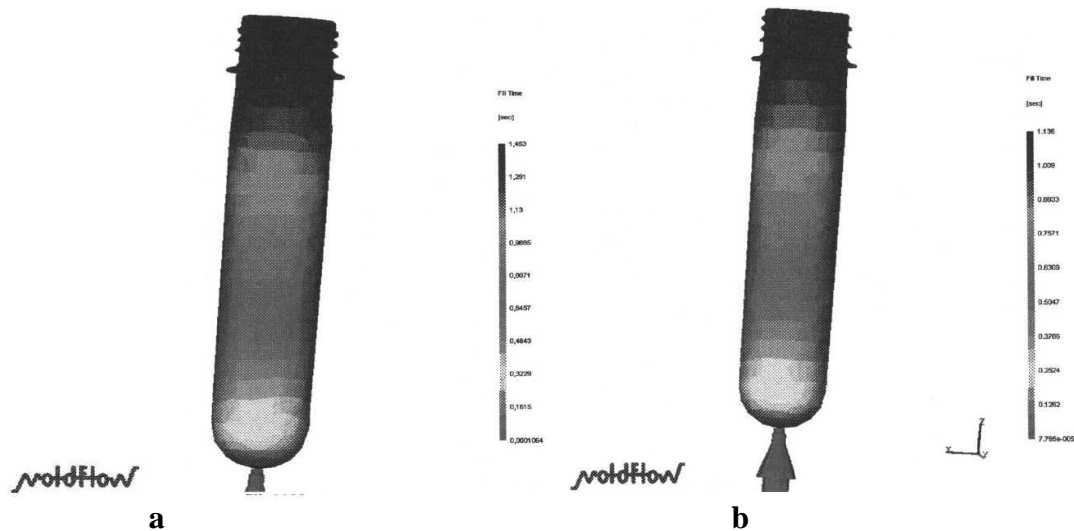 Fill Time
[sec]
1,453
1,291
1,13
0,9685
0,8071
0,6457
0,4843
0,3229
0,1615
0,0001064
moldflow
a
Fill Time
[sec]
1.136
1.009
0.8833
0.7571
0.6309
0.5047
0.3785
0.2524
0.1262
7.785e-005
Z
X
Y
moldflow
b